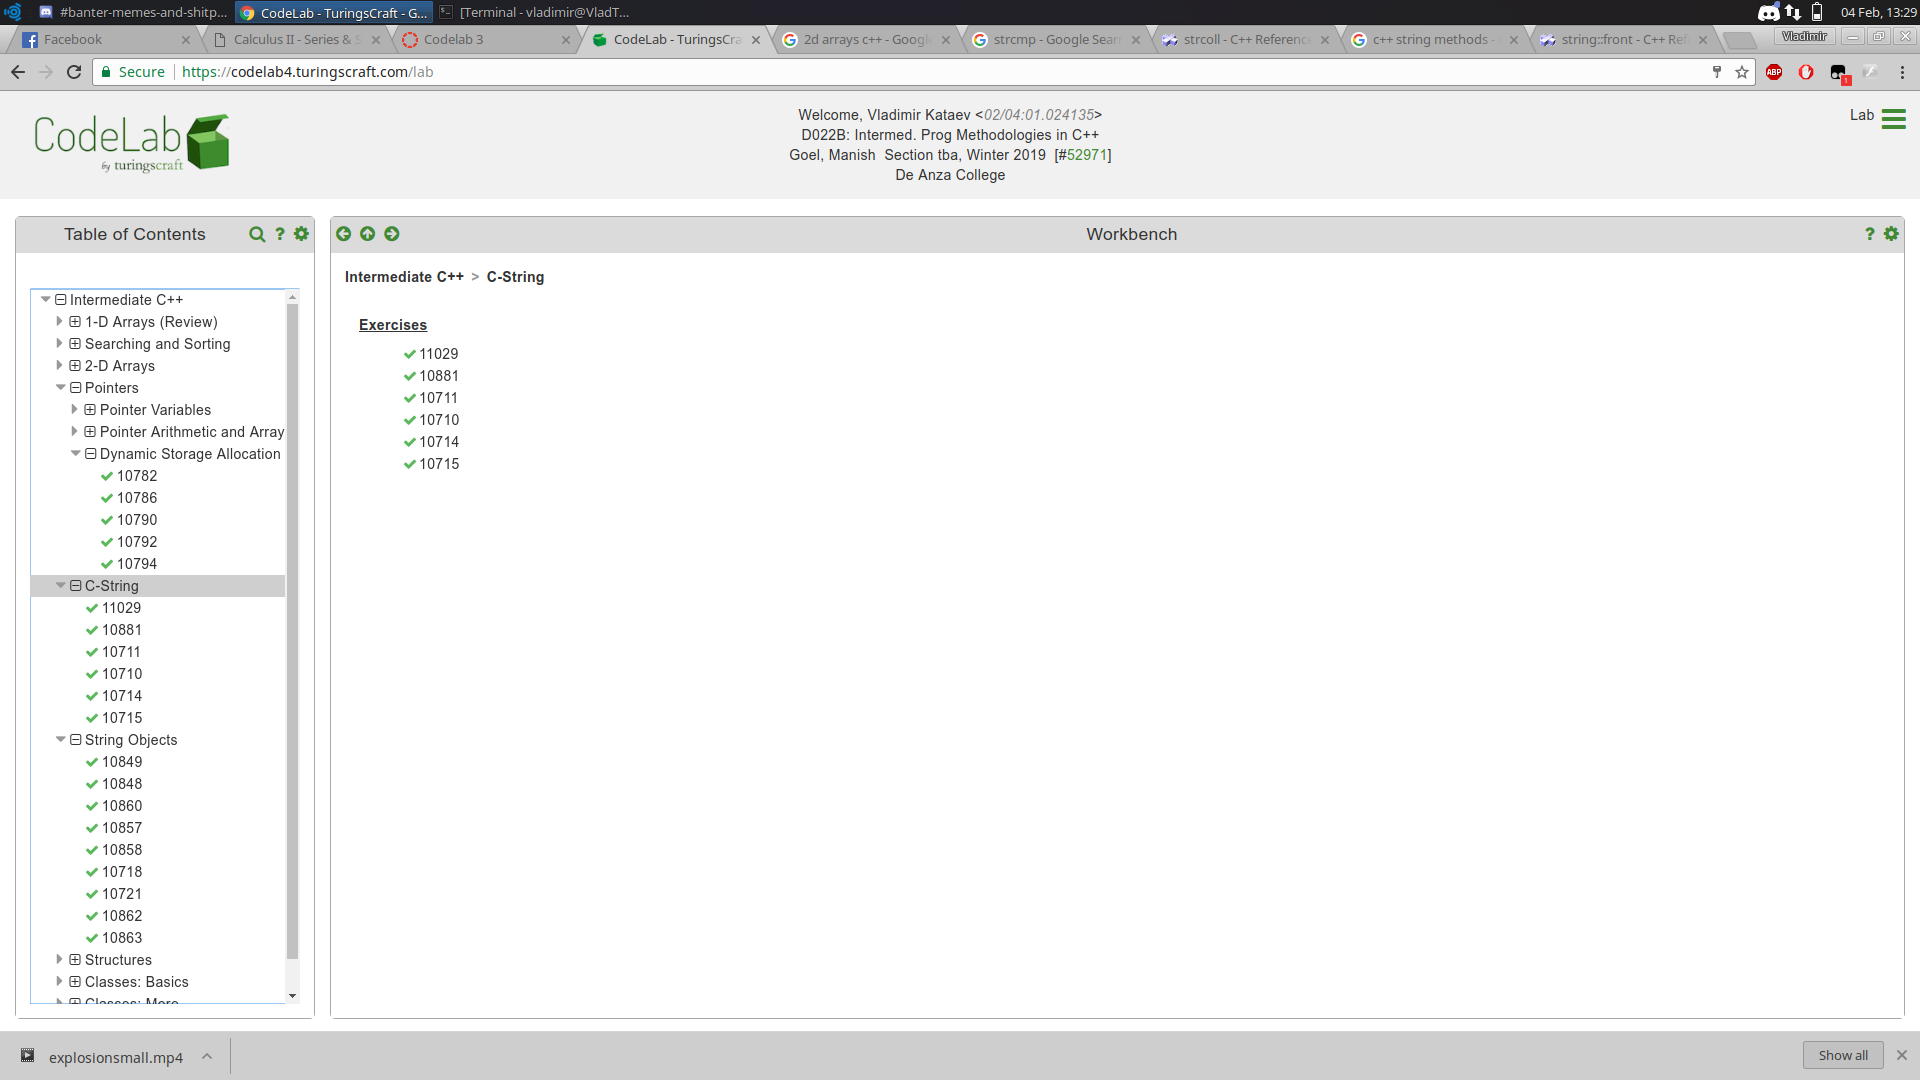 #banter-memes-and-shitp...
CodeLab - TuringsCraft - G...
[Terminal - vladimir@VladT...
04 Feb, 13:29
Facebook
Calculus II - Series & S
Codelab 3
CodeLab - TuringsCra
2d arrays c++ - Google
strcmp - Google Sear
strcoll - C++ Reference
c++ string methods -
string::front - C++ Ref
Vladimir
Secure
https://codelab4.turingscraft.com/lab
ABP
1
CodeLab
by turingscraft
Welcome, Vladimir Kataev <02/04:01.024135>
D022B: Intermed. Prog Methodologies in C++
Goel, Manish Section tba, Winter 2019 [#52971]
De Anza College
Lab
Table of Contents
?
Workbench
?
Intermediate C++
1-D Arrays (Review)
Searching and Sorting
2-D Arrays
Pointers
Pointer Variables
Pointer Arithmetic and Array
Dynamic Storage Allocation
10782
10786
10790
10792
10794
C-String
11029
10881
10711
10710
10714
10715
String Objects
10849
10848
10860
10857
10858
10718
10721
10862
10863
Structures
Classes: Basics
Classes: More
Intermediate C++ > C-String
Exercises
11029
10881
10711
10710
10714
10715
explosionsmall.mp4
Show all